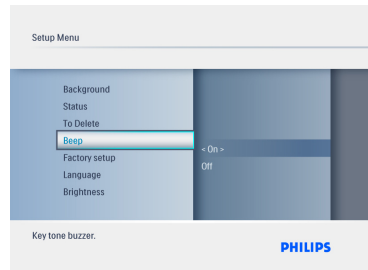 Setup Menu
Background
Status
To Delete
Beep
Factory setup
Language
Brightness
< On >
Off
Key tone buzzer.
PHILIPS